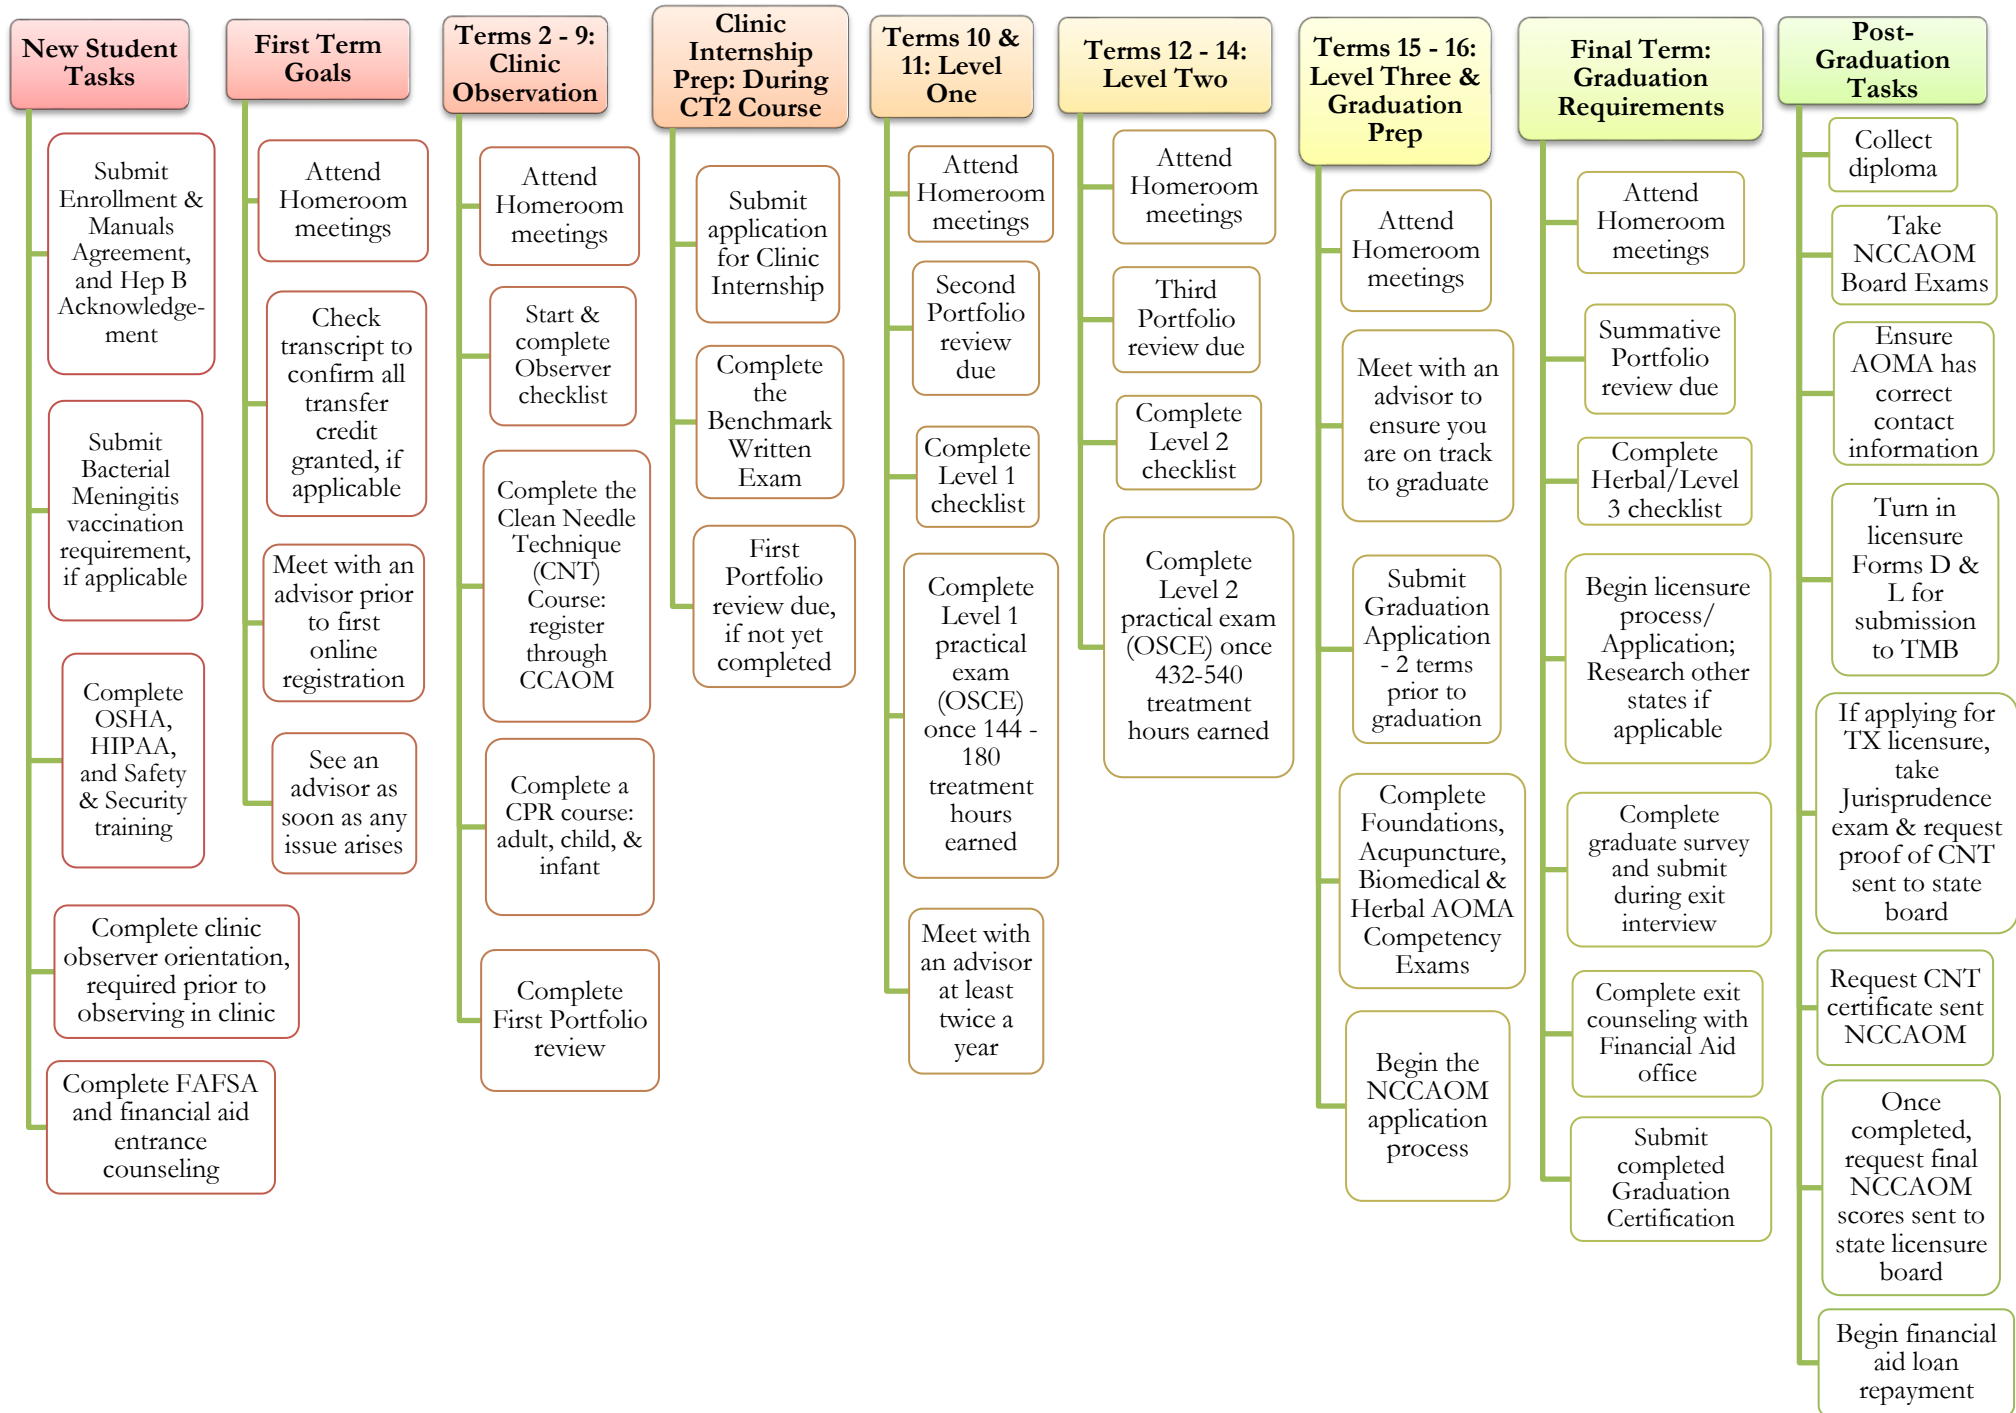 New Student
Tasks
Submit
Enrollment &
Manuals
Agreement,
and Hep B
Acknowledge-
ment
Submit
Bacterial
Meningitis
vaccination
requirement,
if applicable
Complete
OSHA,
HIPAA,
and Safety
& Security
training
Complete clinic
observer orientation,
required prior to
observing in clinic
Complete FAFSA
and financial aid
entrance
counseling
First Term
Goals
Attend
Homeroom
meetings
Check
transcript to
confirm all
transfer
credit
granted, if
applicable
Meet with an
advisor prior
to first
online
registration
See an
advisor as
soon as any
issue arises
Terms 2 - 9:
Clinic
Observation
Attend
Homeroom
meetings
Start &
complete
Observer
checklist
Complete the
Clean Needle
Technique
(CNT)
Course:
register
through
CCAOM
Complete a
CPR course:
adult, child, &
infant
Complete
First Portfolio
review
Clinic
Internship
Prep: During
CT2 Course
Submit
application
for Clinic
Internship
Complete
the
Benchmark
Written
Exam
First
Portfolio
review due,
if not yet
completed
Terms 10 &
11: Level
One
Attend
Homeroom
meetings
Second
Portfolio
review
due
Complete
Level 1
checklist
Complete
Level 1
practical
exam
(OSCE)
once 144 -
180
treatment
hours
earned
Meet with
an advisor
at least
twice a
year
Terms 12 - 14:
Level Two
Attend
Homeroom
meetings
Third
Portfolio
review due
Complete
Level 2
checklist
Complete
Level 2
practical exam
(OSCE) once
432-540
treatment
hours earned
Terms 15 - 16:
Level Three &
Graduation
Prep
Attend
Homeroom
meetings
Meet with an
advisor to
ensure you
are on track
to graduate
Submit
Graduation
Application
- 2 terms
prior to
graduation
Complete
Foundations,
Acupuncture,
Biomedical &
Herbal AOMA
Competency
Exams
Begin the
NCCAOM
application
process
Final Term:
Graduation
Requirements
Attend
Homeroom
meetings
Summative
Portfolio
review due
Complete
Herbal/Level
3 checklist
Begin licensure
process/
Application;
Research other
states if
applicable
Complete
graduate survey
and submit
during exit
interview
Complete exit
counseling with
Financial Aid
office
Submit
completed
Graduation
Certification
Post-
Graduation
Tasks
Collect
diploma
Take
NCCAOM
Board Exams
Ensure
AOMA has
correct
contact
information
Turn in
licensure
Forms D &
L for
submission
to TMB
If applying for
TX licensure,
take
Jurisprudence
exam & request
proof of CNT
sent to state
board
Request CNT
certificate sent
NCCAOM
Once
completed,
request final
NCCAOM
scores sent to
state licensure
board
Begin financial
aid loan
repayment